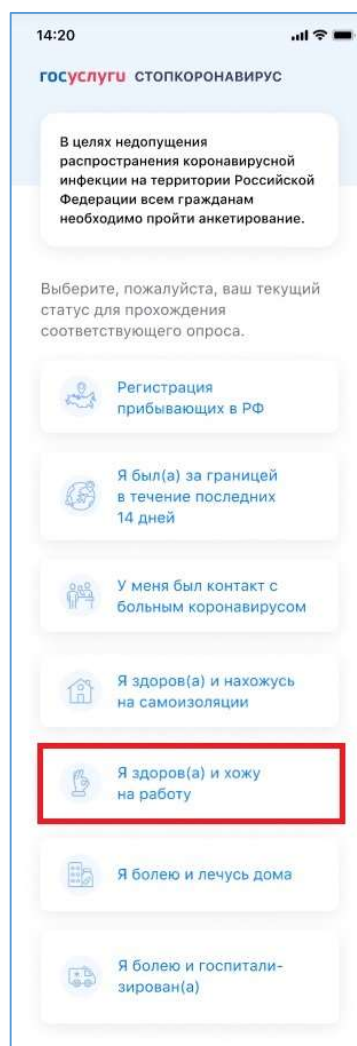 14:20
госуслуги СТОПКОРОНАВИРУС
В целях недопущения
распространения коронавирусной
инфекции на территории Российской
Федерации всем гражданам
необходимо пройти анкетирование.
Выберите, пожалуйста, ваш текущий
статус для прохождения
соответствующего опроса.
Регистрация
прибывающих в РФ
Я был(а) за границей
в течение последних
14 дней
У меня был контакт с
больным коронавирусом
Я здоров(а) и нахожусь
на самоизоляции
Я здоров(а) и хожу
на работу
Я болею и лечусь дома
Я болею и госпитали-
зирован(а)